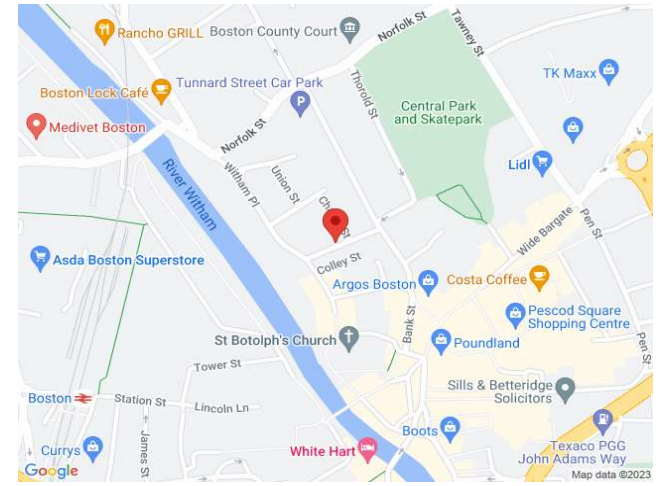 Rancho GRILL
Boston County Court
Norfolk St
Tawney St
TK Maxx
Boston Lock Café
Tunnard Street Car Park
Thorold St
Central Park
and Skatepark
Medivet Boston
Norfolk St
Lidl
River Witham
Witham Pl
Union St
Wide Bargate
Pen St
Asda Boston Superstore
Colley St
Argos Boston
Costa Coffee
Bank St
Pescod Square
Shopping Centre
St Botolph's Church
Poundland
Pen St
Tower St
Sills & Betteridge
Solicitors
Boston
Station St
Lincoln Ln
James St
Boots
Currys
White Hart
Texaco PGG
John Adams Way
Google
Map data ©2023